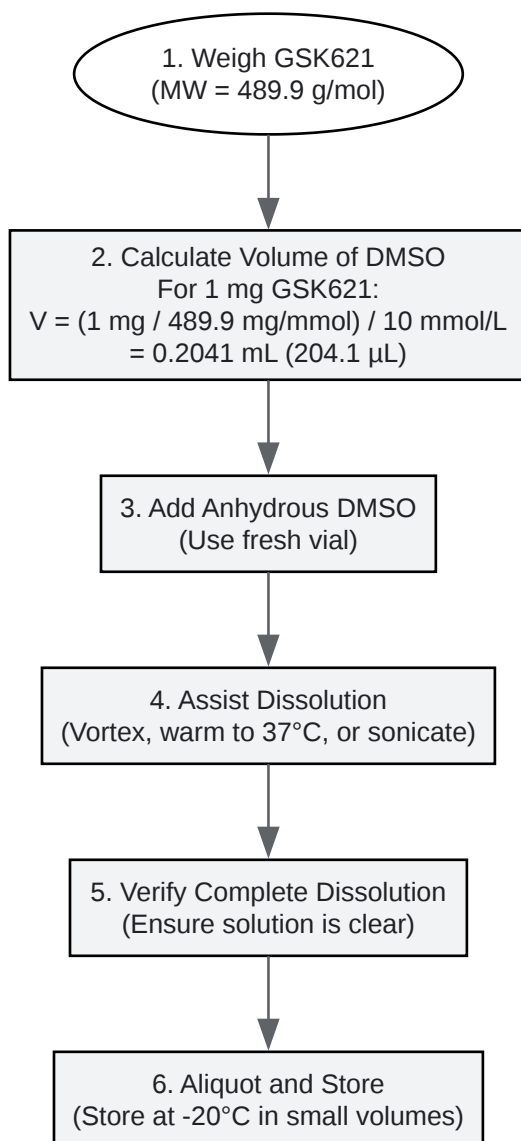 1. Weigh GSK621
(MW = 489.9 g/mol)
2. Calculate Volume of DMSO
For 1 mg GSK621:
V = (1 mg / 489.9 mg/mmol) / 10 mmol/L
= 0.2041 mL (204.1 µL)
3. Add Anhydrous DMSO
(Use fresh vial)
4. Assist Dissolution
(Vortex, warm to 37°C, or sonicate)
5. Verify Complete Dissolution
(Ensure solution is clear)
6. Aliquot and Store
(Store at -20°C in small volumes)